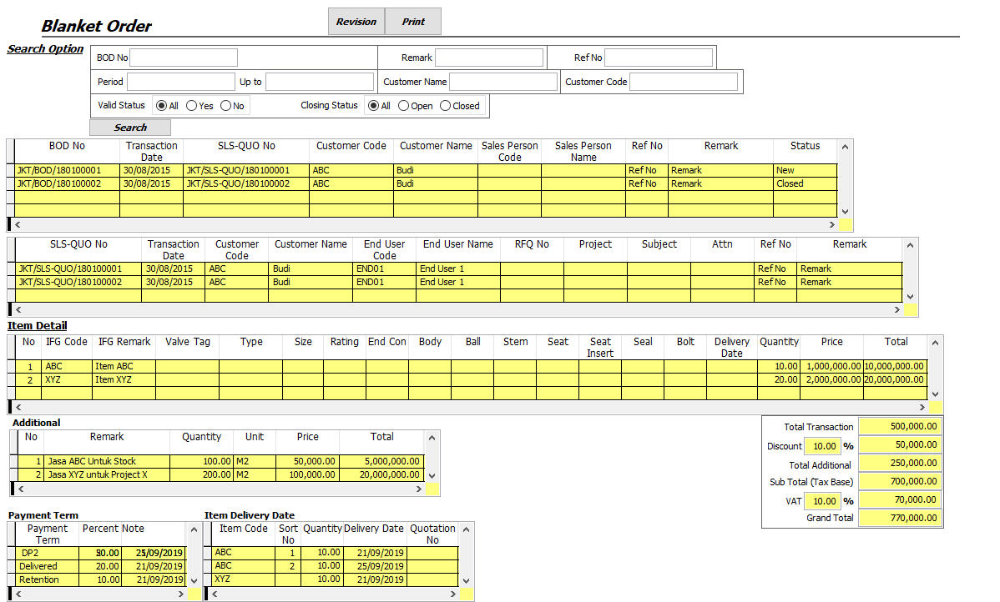 Blanket Order
Revision Print
Search Option
BOD No Remark Ref No
Period Up to Customer Name Customer Code
Valid Status All Yes No Closing Status All Open Closed
Search
BOD No Transaction Date SLS-QUO No Customer Code Customer Name Sales Person Code Sales Person Name Ref No Remark Status
JKT/BOD/180100001 30/08/2015 JKT/SLS-QUO/180100001 ABC Budi Ref No Remark New
JKT/BOD/180100002 30/08/2015 JKT/SLS-QUO/180100002 ABC Budi Ref No Remark Closed
SLS-QUO No Transaction Date Customer Code Customer Name End User Code End User Name RFQ No Project Subject Attn Ref No Remark
JKT/SLS-QUO/180100001 30/08/2015 ABC Budi END01 End User 1 Ref No Remark
JKT/SLS-QUO/180100002 30/08/2015 ABC Budi END01 End User 1 Ref No Remark
Item Detail
No IFG Code IFG Remark Valve Tag Type Size Rating End Con Body Ball Stem Seat Seat Insert Seal Bolt Delivery Date Quantity Price Total
1 ABC Item ABC 10.00 1,000,000.00 10,000,000.00
2 XYZ Item XYZ 20.00 2,000,000.00 20,000,000.00
Additional
No Remark Quantity Unit Price Total
1 Jasa ABC Untuk Stock 100.00 M2 50,000.00 5,000,000.00
2 Jasa XYZ untuk Project X 200.00 M2 100,000.00 20,000,000.00
Total Transaction 500,000.00
Discount 10.00 % 50,000.00
Total Additional 250,000.00
Sub Total (Tax Base) 700,000.00
VAT 10.00 % 70,000.00
Grand Total 770,000.00
Payment Term
Payment Term Percent Note
DP2
Delivered 20.00 21/09/2019
Retention 10.00 21/09/2019
Item Delivery Date
Item Code Sort No Quantity Delivery Date Quotation No
ABC 1 10.00 21/09/2019
ABC 2 10.00 25/09/2019
XYZ 10.00 21/09/2019